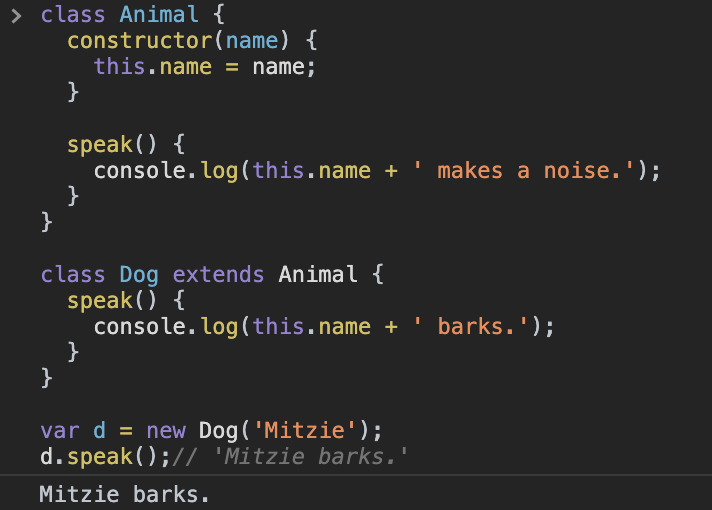 > class Animal {
  constructor(name) {
    this.name = name;
  }

  speak() {
    console.log(this.name + ' makes a noise.');
  }
}

class Dog extends Animal {
  speak() {
    console.log(this.name + ' barks.');
  }
}

var d = new Dog('Mitzie');
d.speak();// 'Mitzie barks.'
Mitzie barks.